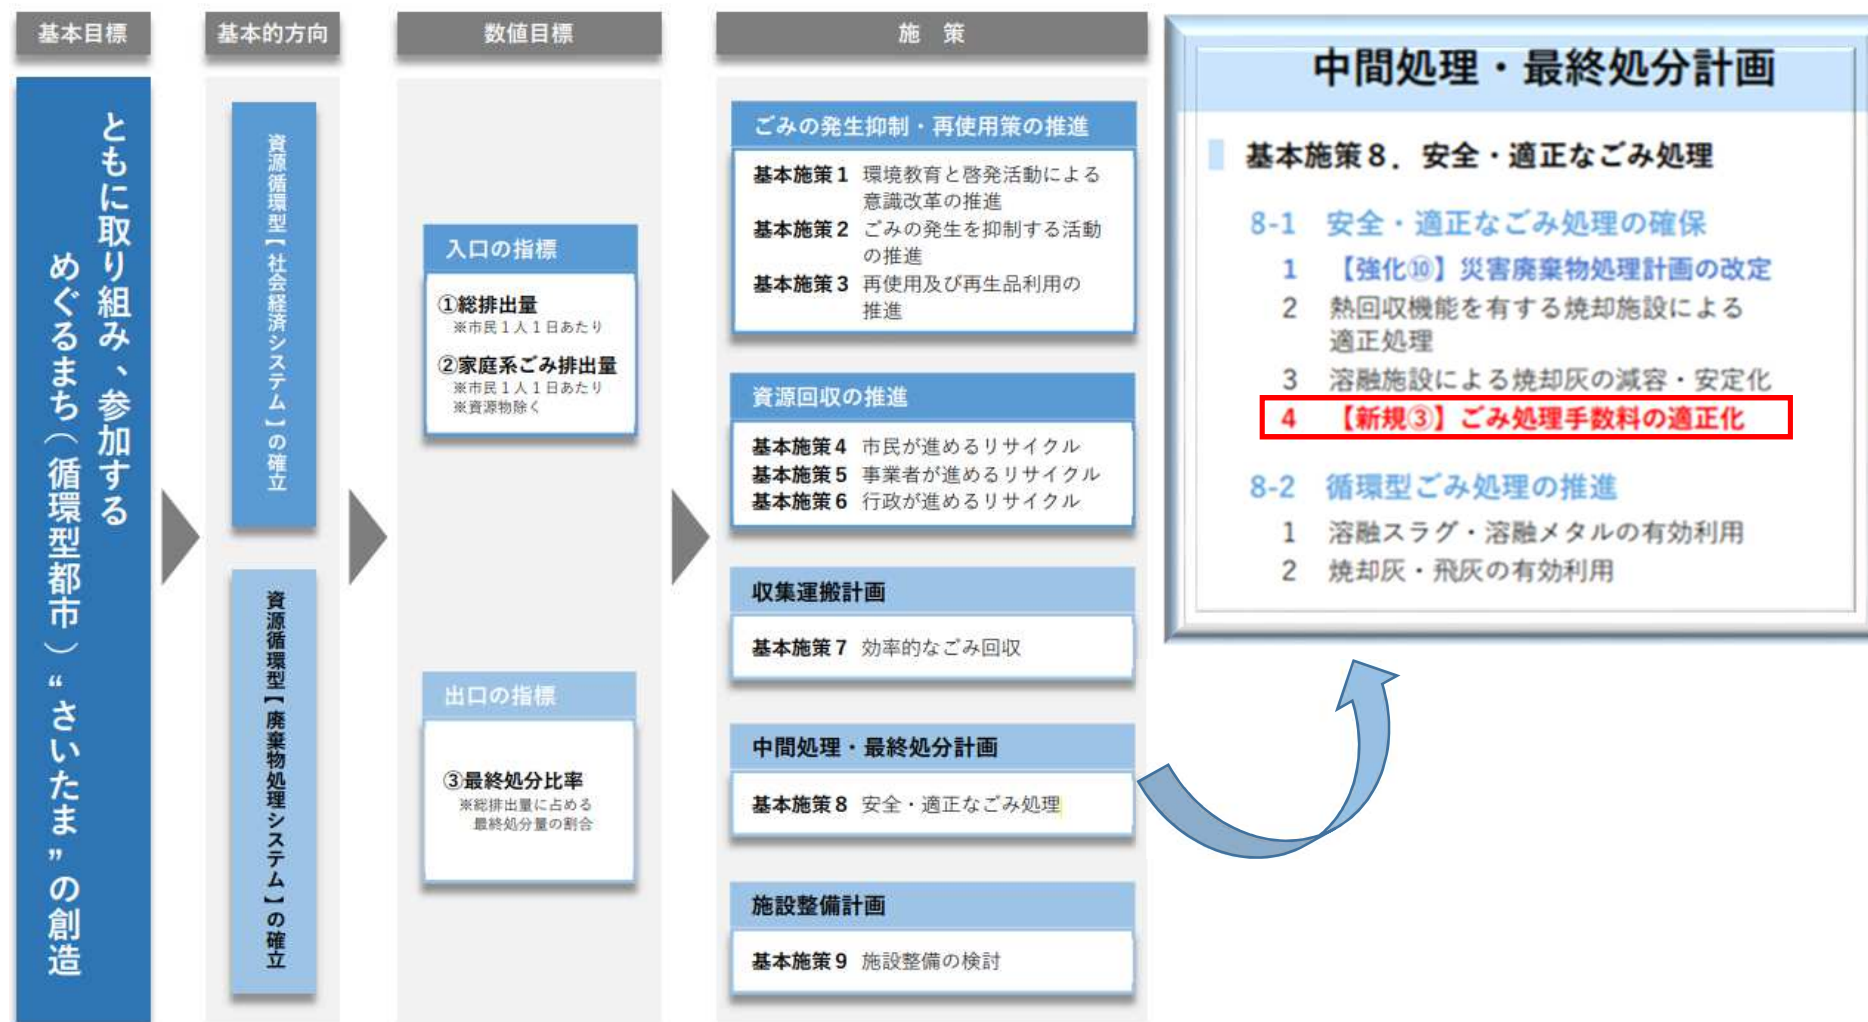 基本目標
ともに取り組み、参加する
めぐるまち（循環型都市）“さいたま”の創造
基本的方向
資源循環型【社会経済システム】の確立
資源循環型【廃棄物処理システム】の確立
数値目標
入口の指標
①総排出量
※市民１人１日あたり
②家庭系ごみ排出量
※市民１人１日あたり
※資源物除く
出口の指標
③最終処分比率
※総排出量に占める
最終処分量の割合
施　策
ごみの発生抑制・再使用策の推進
基本施策１ 環境教育と啓発活動による
意識改革の推進
基本施策２ ごみの発生を抑制する活動
の推進
基本施策３ 再使用及び再生品利用の
推進
資源回収の推進
基本施策４ 市民が進めるリサイクル
基本施策５ 事業者が進めるリサイクル
基本施策６ 行政が進めるリサイクル
収集運搬計画
基本施策７ 効率的なごみ回収
中間処理・最終処分計画
基本施策８ 安全・適正なごみ処理
施設整備計画
基本施策９ 施設整備の検討
中間処理・最終処分計画
基本施策８．安全・適正なごみ処理
8-1 安全・適正なごみ処理の確保
1 【強化⑩】災害廃棄物処理計画の改定
2 熱回収機能を有する焼却施設による
適正処理
3 溶融施設による焼却灰の減容・安定化
4 【新規③】ごみ処理手数料の適正化
8-2 循環型ごみ処理の推進
1 溶融スラグ・溶融メタルの有効利用
2 焼却灰・飛灰の有効利用